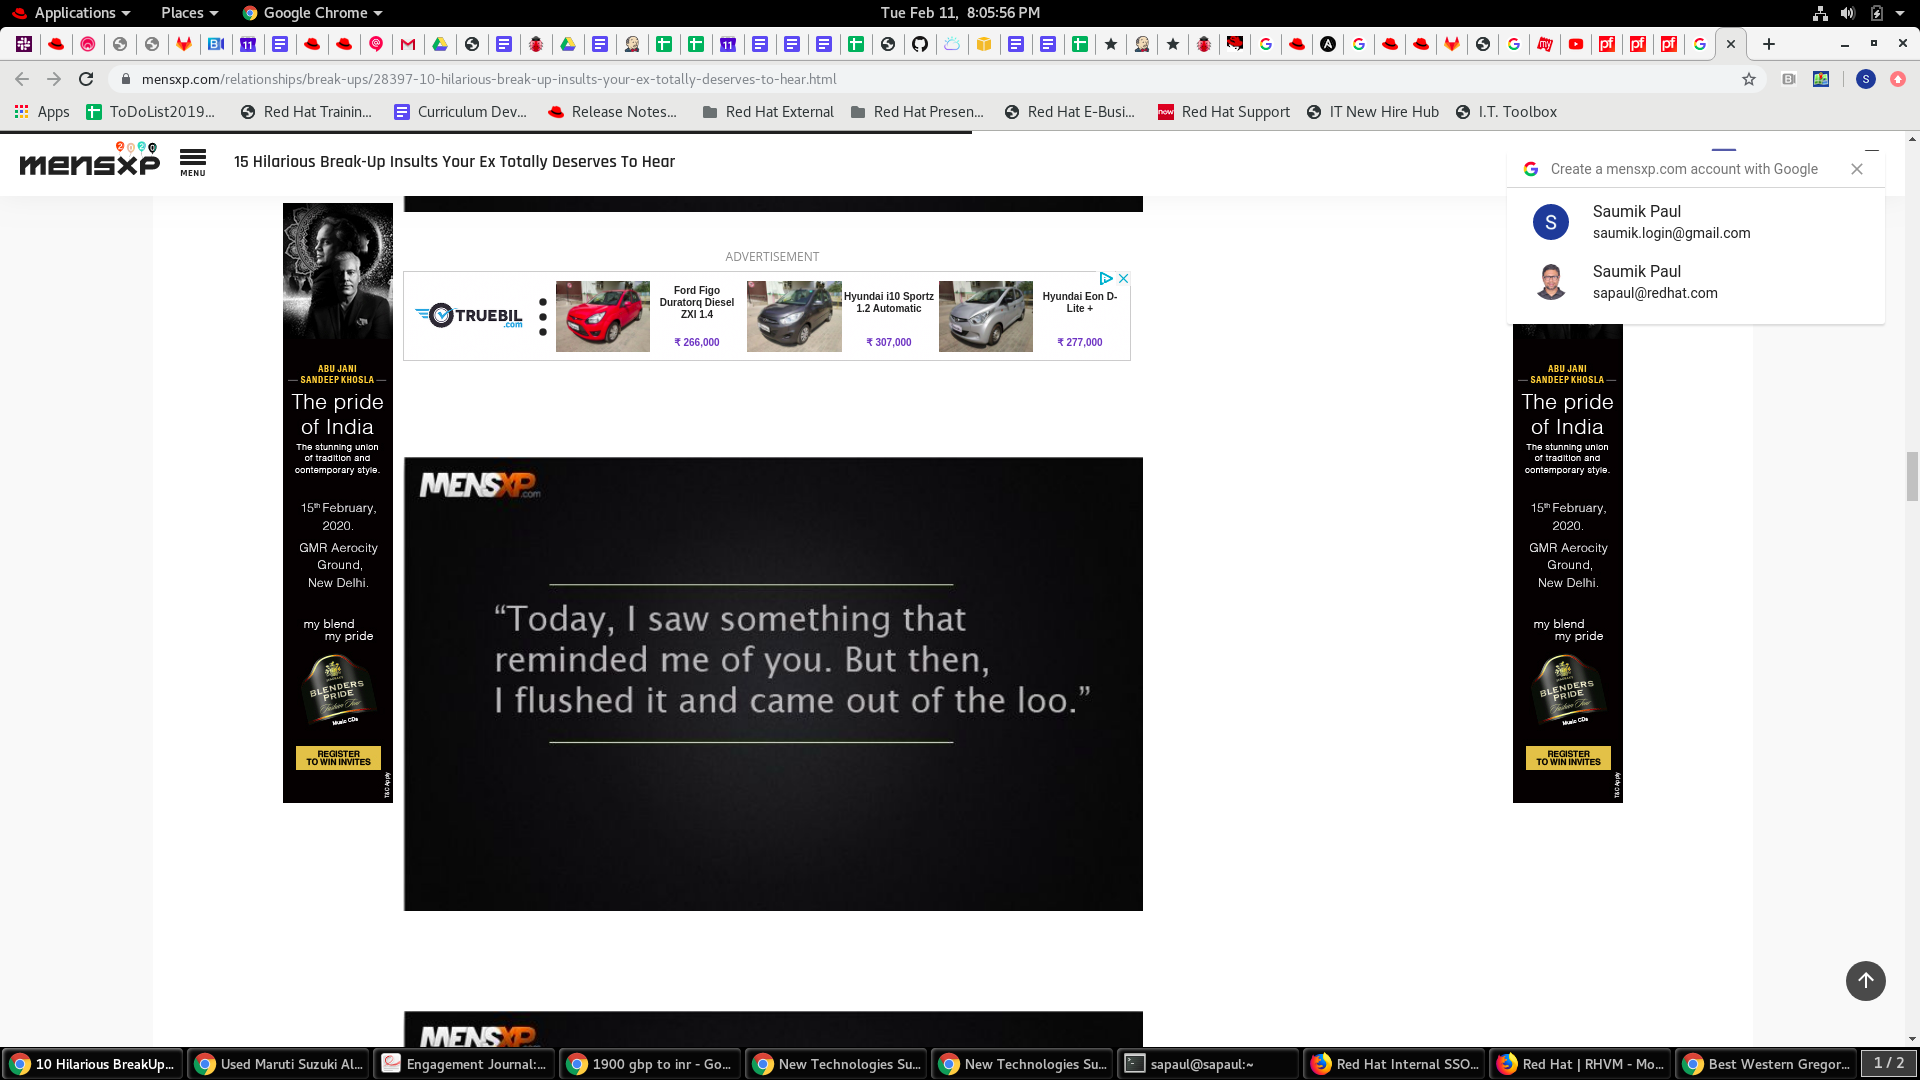 Applications
Places
Google Chrome
Tue Feb 11, 8:05:56 PM
mensxp.com/relationships/break-ups/28397-10-hilarious-break-up-insults-your-ex-totally-deserves-to-hear.html
S
Apps
ToDoList2019...
Red Hat Trainin...
Curriculum Dev...
Release Notes...
Red Hat External
Red Hat Presen...
Red Hat E-Busi...
Red Hat Support
IT New Hire Hub
I.T. Toolbox
2020
mensxp
MENU
15 Hilarious Break-Up Insults Your Ex Totally Deserves To Hear
Create a mensxp.com account with Google
S
Saumik Paul
saumik.login@gmail.com
Saumik Paul
sapaul@redhat.com
ADVERTISEMENT
TRUEBIL
.com
Ford Figo
Duratorq Diesel
ZXI 1.4
₹ 266,000
Hyundai i10 Sportz
1.2 Automatic
₹ 307,000
Hyundai Eon D-
Lite +
₹ 277,000
ABU JANI
SANDEEP KHOSLA
The pride
of India
The stunning union
of tradition and
contemporary style.
15th February,
2020.
GMR Aerocity
Ground,
New Delhi.
my blend
my pride
BLENDERS
PRIDE
Fashion Tour
Music CDs
REGISTER
TO WIN INVITES
T&C Apply
MENSXP.com
“Today, I saw something that
reminded me of you. But then,
I flushed it and came out of the loo.”
ABU JANI
SANDEEP KHOSLA
The pride
of India
The stunning union
of tradition and
contemporary style.
15th February,
2020.
GMR Aerocity
Ground,
New Delhi.
my blend
my pride
BLENDERS
PRIDE
Fashion Tour
Music CDs
REGISTER
TO WIN INVITES
T&C Apply
MENSXP
10 Hilarious BreakUp...
Used Maruti Suzuki Al...
Engagement Journal:...
1900 gbp to inr - Go...
New Technologies Su...
New Technologies Su...
sapaul@sapaul:~
Red Hat Internal SSO...
Red Hat | RHVM - Mo...
Best Western Gregor...
1 / 2